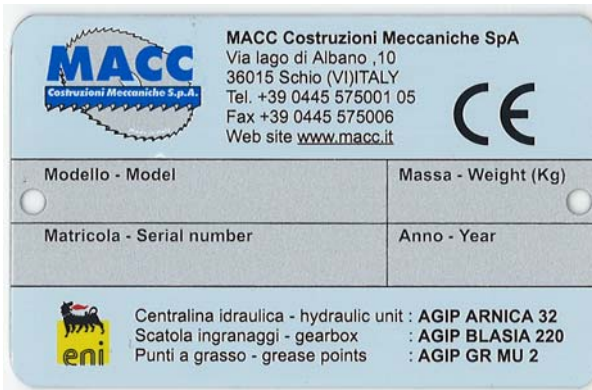 MACC
Costruzioni Meccaniche S.p.A.
MACC Costruzioni Meccaniche SpA
Via lago di Albano ,10
36015 Schio (VI)ITALY
Tel. +39 0445 575001 05
Fax +39 0445 575006
Web site www.macc.it
CE
Modello - Model
Massa - Weight (Kg)
Matricola - Serial number
Anno - Year
eni
Centralina idraulica - hydraulic unit : AGIP ARNICA 32
Scatola ingranaggi - gearbox : AGIP BLASIA 220
Punti a grasso - grease points : AGIP GR MU 2